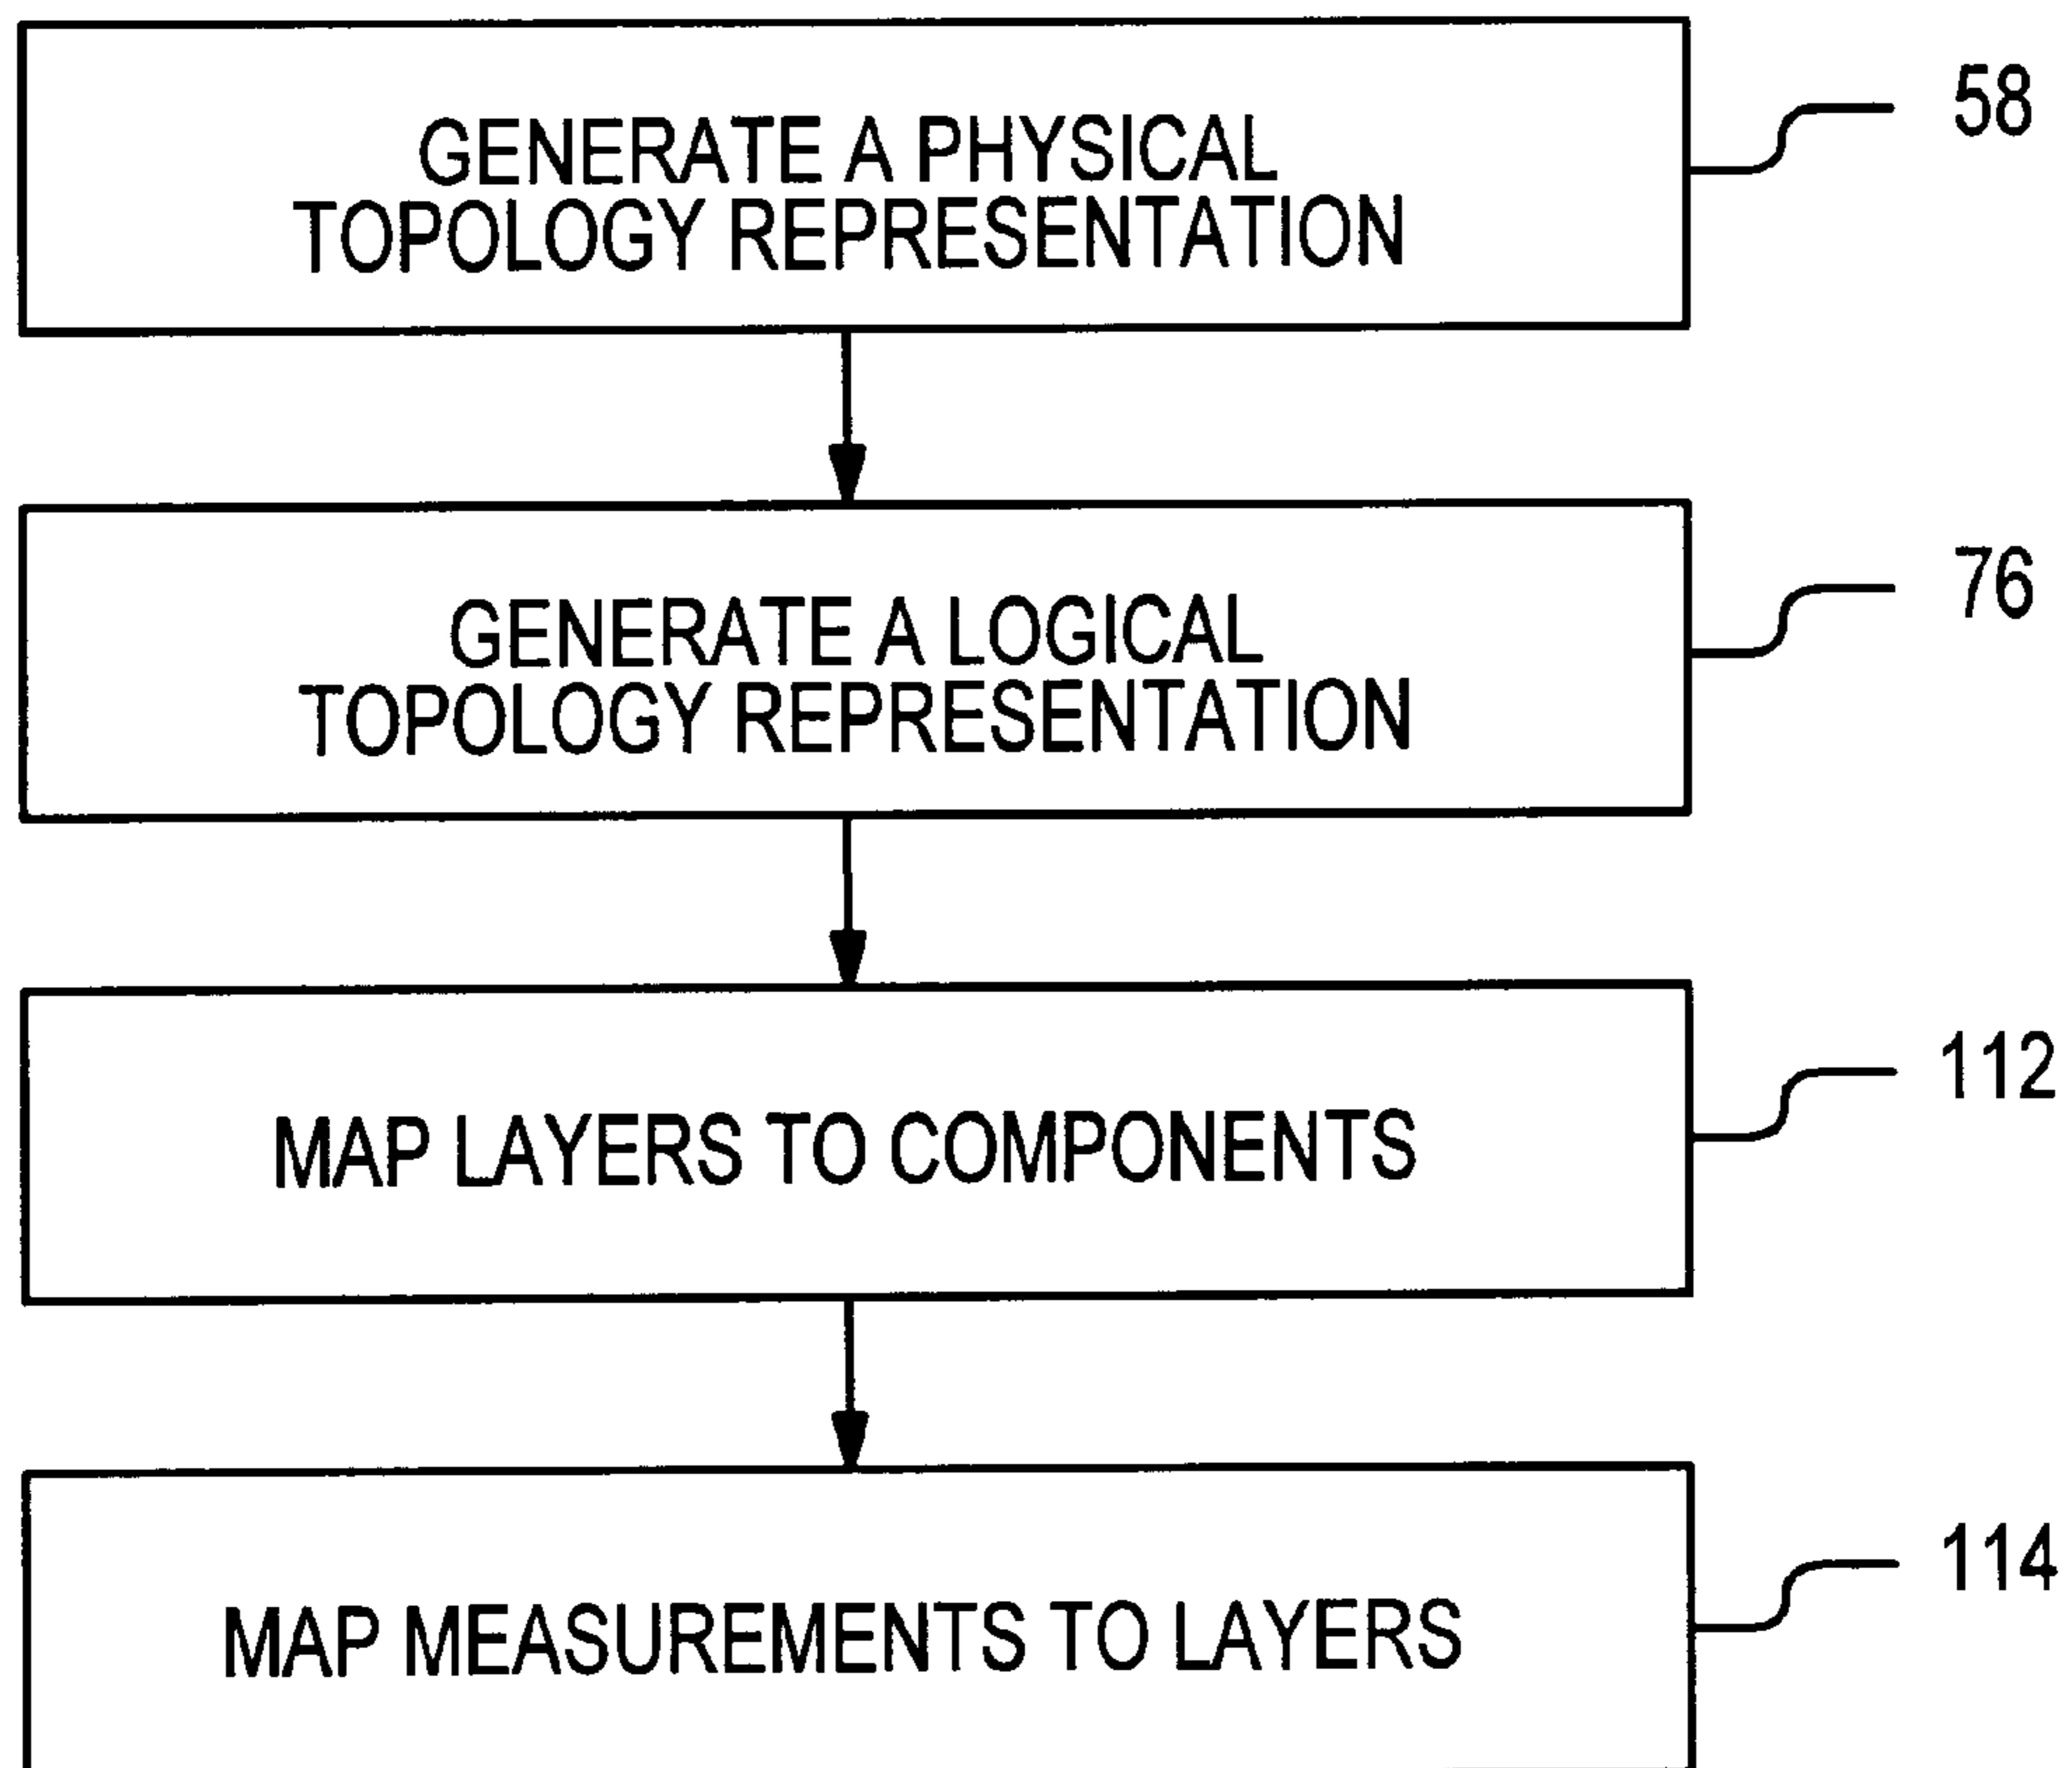 GENERATE A PHYSICAL
TOPOLOGY REPRESENTATION
58
GENERATE A LOGICAL
TOPOLOGY REPRESENTATION
76
MAP LAYERS TO COMPONENTS
112
MAP MEASUREMENTS TO LAYERS
114